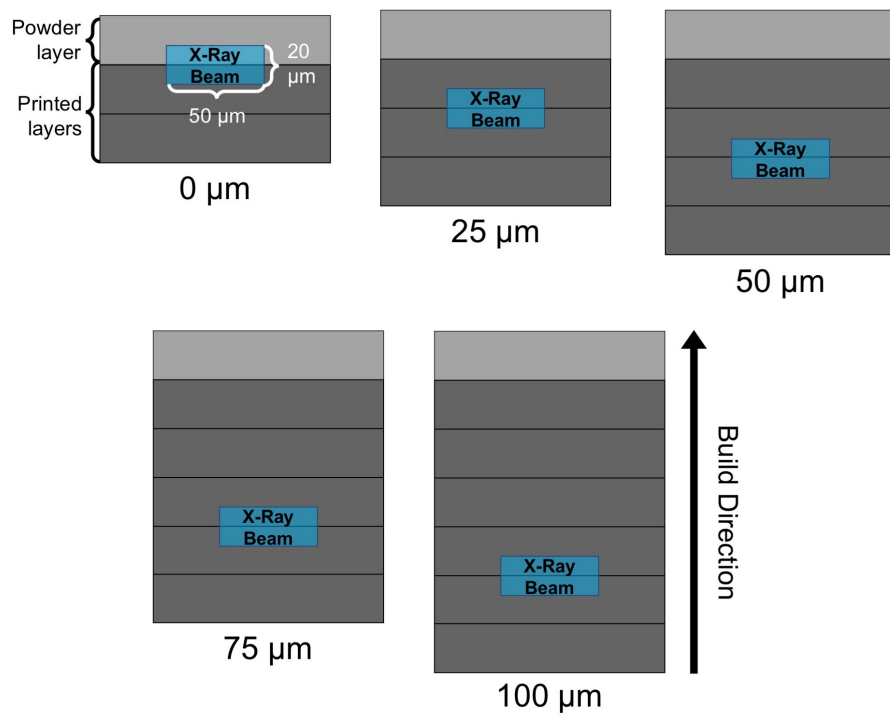 Powder
layer
X-Ray
Beam
20
µm
50 µm
Printed
layers
0 µm
X-Ray
Beam
25 µm
X-Ray
Beam
50 µm
X-Ray
Beam
75 µm
X-Ray
Beam
100 µm
Build Direction